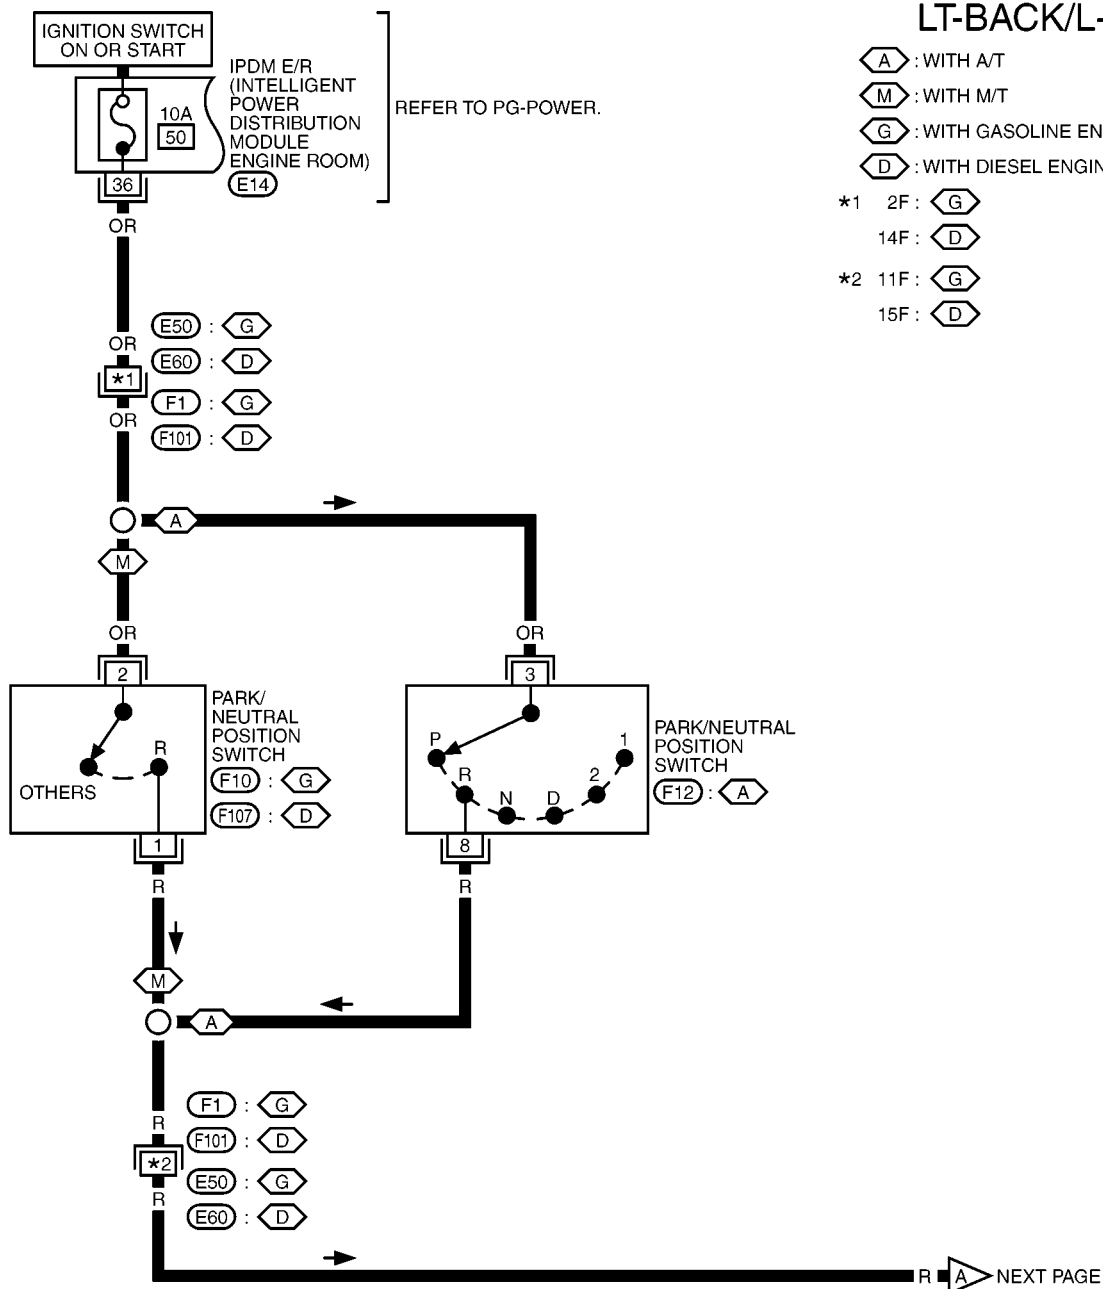 LT-BACK/L-
IGNITION SWITCH
ON OR START
IPDM E/R
(INTELLIGENT
POWER
DISTRIBUTION
MODULE
ENGINE ROOM)
E14
10A
50
36
REFER TO PG-POWER.
A : WITH A/T
M : WITH M/T
G : WITH GASOLINE EN
D : WITH DIESEL ENGIN
*1 2F : G
14F : D
*2 11F : G
15F : D
OR
OR
E50 : G
E60 : D
*1
F1 : G
OR
F101 : D
A
M
OR
OR
2
3
PARK/
NEUTRAL
POSITION
SWITCH
F10 : G
F107 : D
OTHERS
R
1
P
R
N
D
2
1
PARK/NEUTRAL
POSITION
SWITCH
F12 : A
8
R
R
M
A
F1 : G
R
F101 : D
*2
E50 : G
R
E60 : D
R A NEXT PAGE